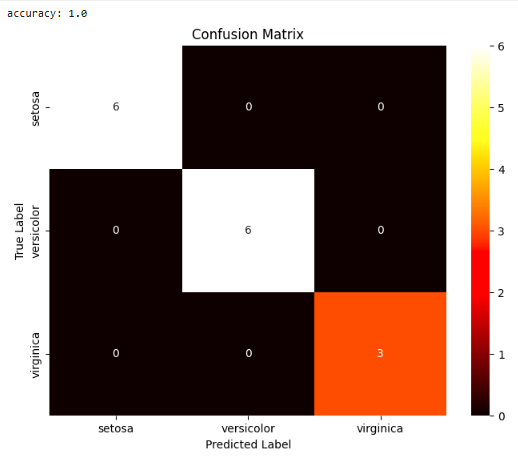 accuracy: 1.0
Confusion Matrix
setosa
6 0 0
versicolor
0 6 0
virginica
0 0 3
True Label
setosa versicolor virginica
Predicted Label
6
5
4
3
2
1
0